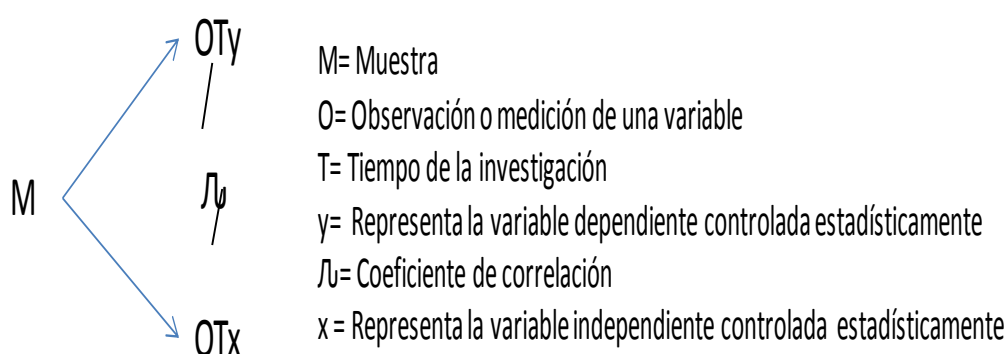 OTy
M= Muestra
O= Observación o medición de una variable
T= Tiempo de la investigación
M
Ԉ
y= Representa la variable dependiente controlada estadísticamente
Ԉ= Coeficiente de correlación
x = Representa la variable independiente controlada estadísticamente
OTx